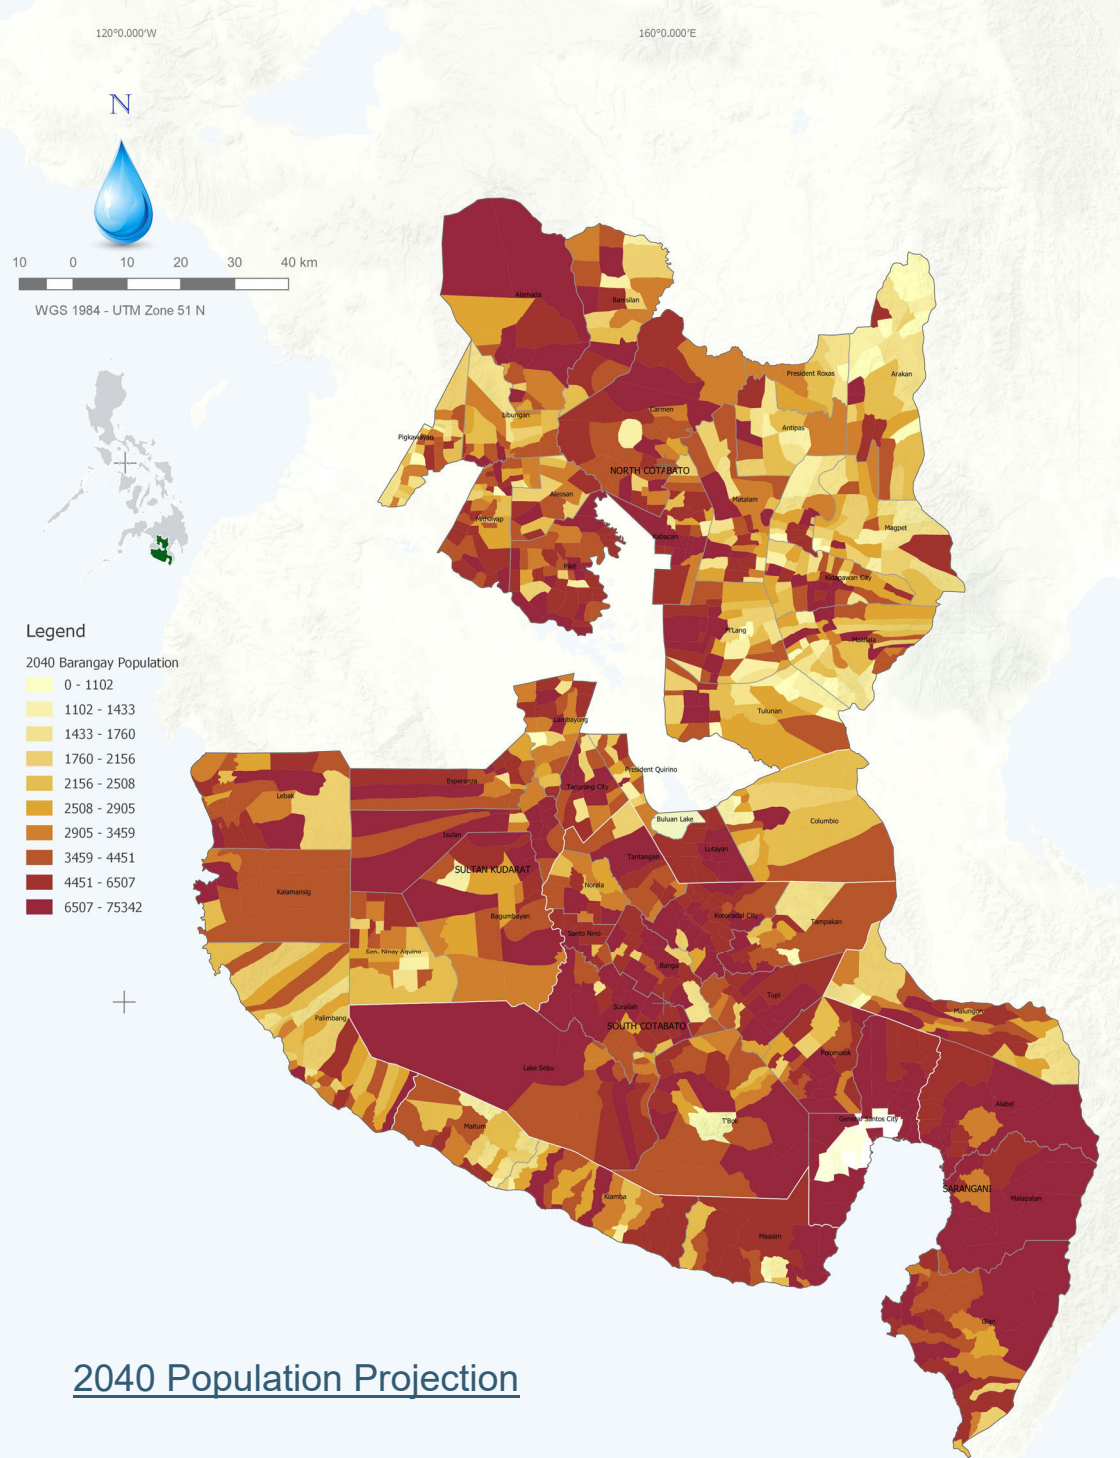 120°0.000'W
160°0.000'E
N
10 0 10 20 30 40 km
WGS 1984 - UTM Zone 51 N
Alamada
Banisilan
President Roxas
Arakan
Libungan
Carmen
Antipas
Pigkawayan
NORTH COTABATO
Aleosan
Matalam
Midsayap
Magpet
Kabacan
Pikit
Kidapawan City
M'Lang
Makilala
Tulunan
Lambayong
President Quirino
Esperanza
Tacurong City
Lebak
Buluan Lake
Columbio
Isulan
Lutayan
Tantangan
SULTAN KUDARAT
Norala
Kalamansig
Bagumbayan
Koronadal City
Tampakan
Santo Nino
Sen. Ninoy Aquino
Banga
Tupi
Surallah
Malungon
Palimbang
SOUTH COTABATO
Polomolok
Lake Sebu
Alabel
T'Boli
General Santos City
Maitum
SARANGANI
Malapatan
Kiamba
Maasim
Glan
Legend
2040 Barangay Population
0 - 1102
1102 - 1433
1433 - 1760
1760 - 2156
2156 - 2508
2508 - 2905
2905 - 3459
3459 - 4451
4451 - 6507
6507 - 75342
2040 Population Projection